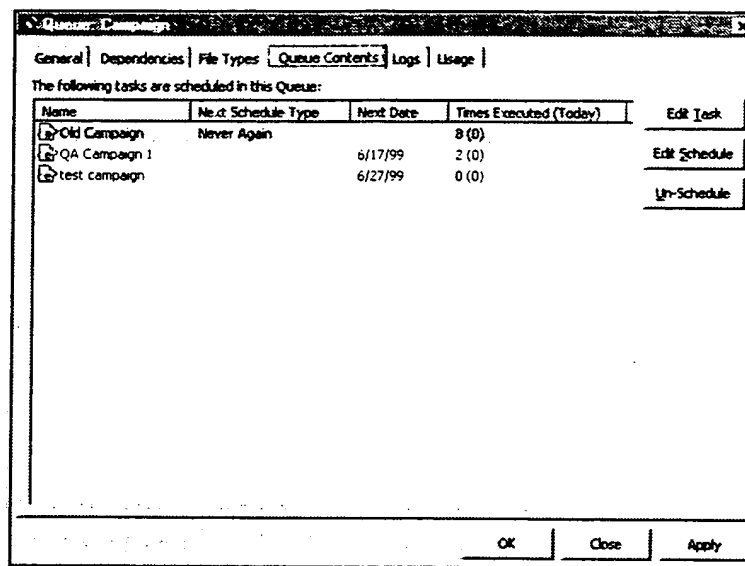 Queue: Campaign
General Dependencies File Types Queue Contents Logs Usage
The following tasks are scheduled in this Queue:
Name Next Schedule Type Next Date Times Executed (Today)
Old Campaign Never Again 8 (0)
QA Campaign 1 6/17/99 2 (0)
test campaign 6/27/99 0 (0)
Edit Task
Edit Schedule
Un-Schedule
OK Close Apply